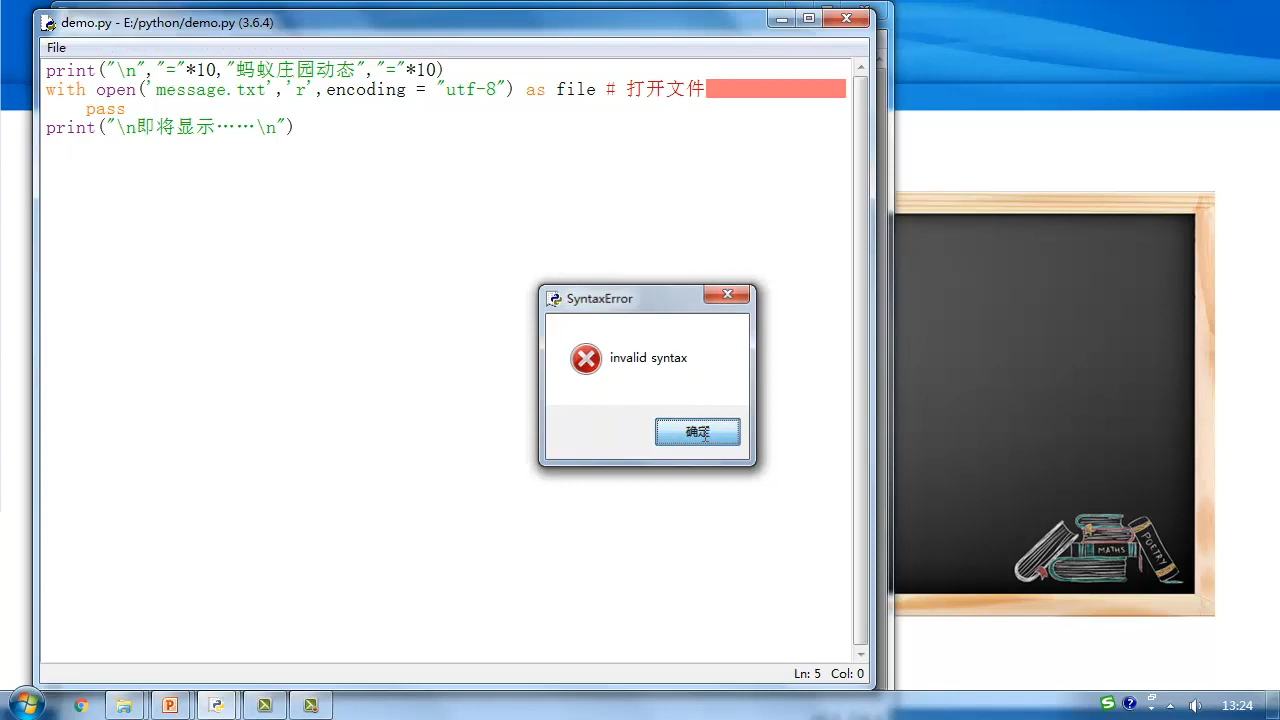 demo.py - E:/python/demo.py (3.6.4)
File
print("\n","="*10,"蚂蚁庄园动态","="*10)
with open('message.txt','r',encoding = "utf-8") as file # 打开文件
pass
print("\n即将显示……\n")
SyntaxError
invalid syntax
确定
MATHS
POETRY
Ln: 5 Col: 0
13:24